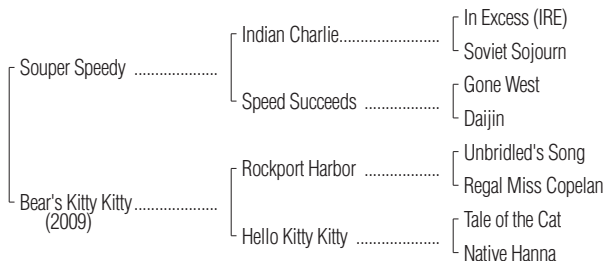 In Excess (IRE)
Indian Charlie........................
Soviet Sojourn
Souper Speedy ....................
Gone West
Speed Succeeds ..................
Daijin
Unbridled's Song
Rockport Harbor ..................
Regal Miss Copelan
Bear's Kitty Kitty....................
(2009)
Tale of the Cat
Hello Kitty Kitty ....................
Native Hanna